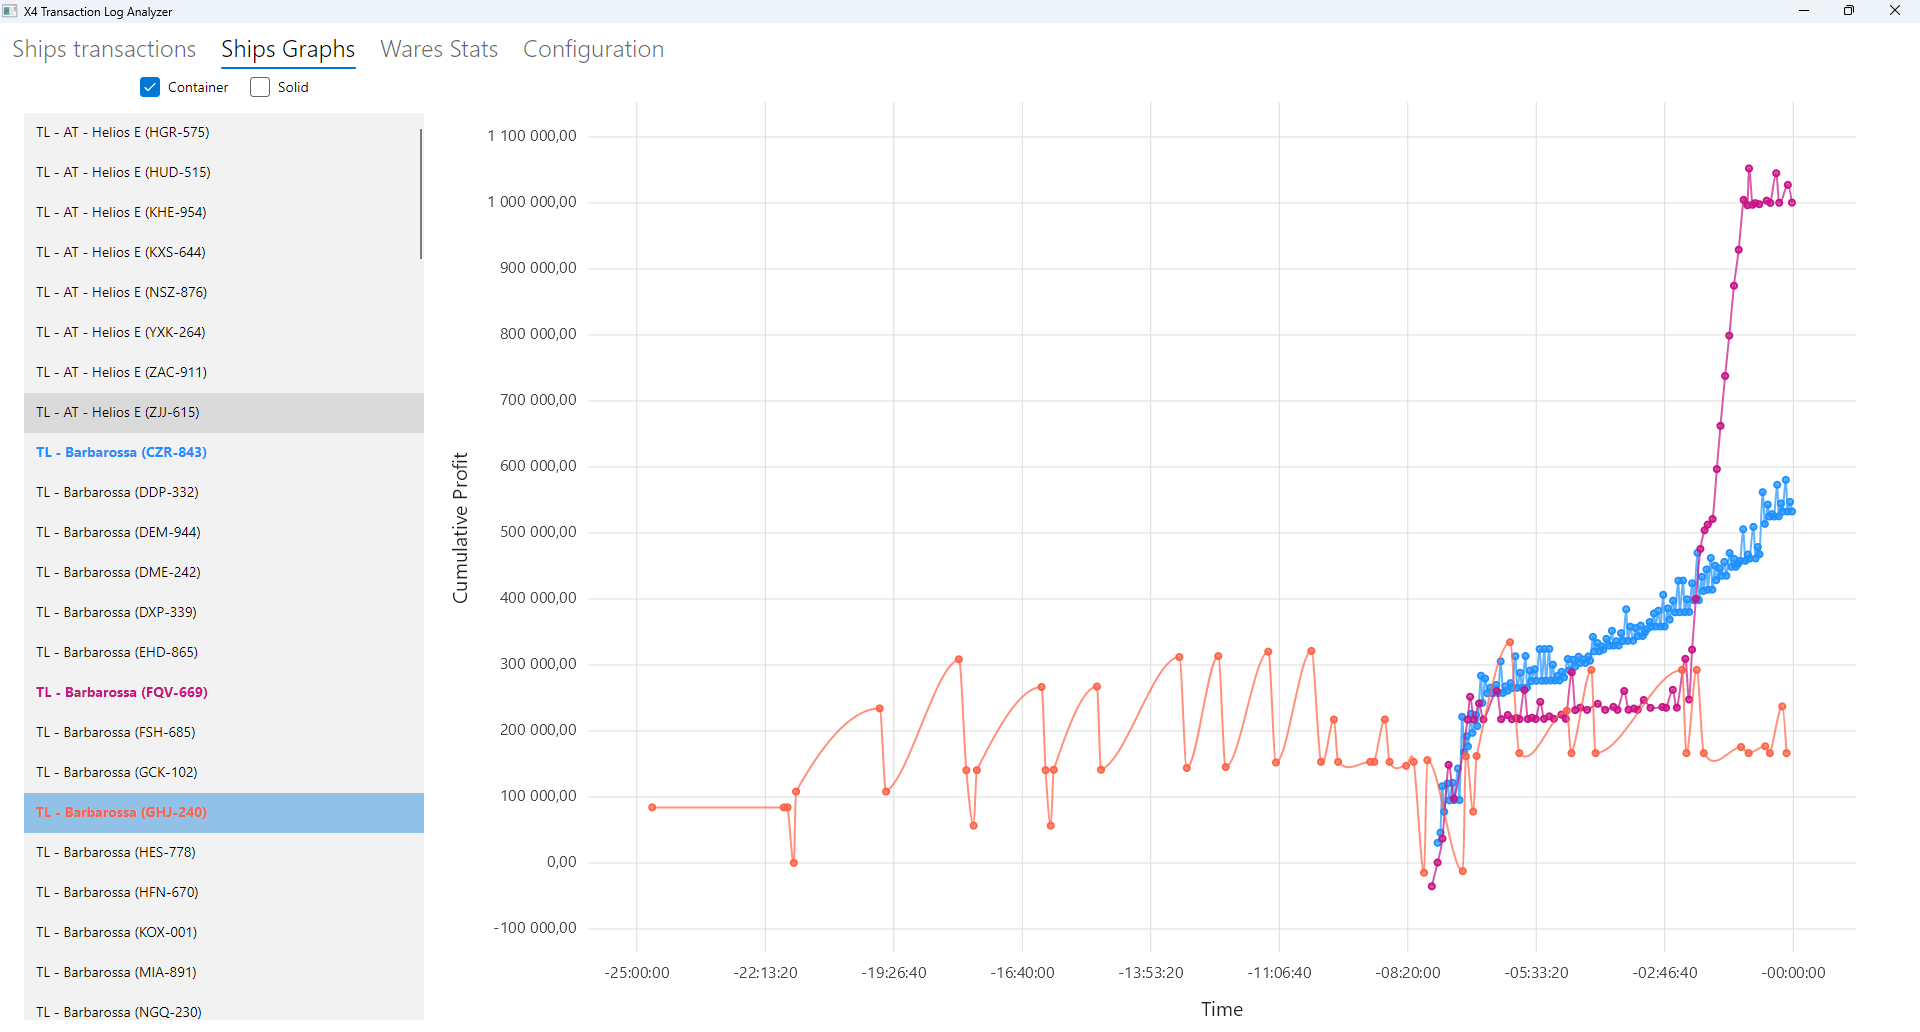 X4 Transaction Log Analyzer
Ships transactions Ships Graphs Wares Stats Configuration
Container Solid
TL - AT - Helios E (HGR-575)
TL - AT - Helios E (HUD-515)
TL - AT - Helios E (KHE-954)
TL - AT - Helios E (KXS-644)
TL - AT - Helios E (NSZ-876)
TL - AT - Helios E (YXK-264)
TL - AT - Helios E (ZAC-911)
TL - AT - Helios E (ZJJ-615)
TL - Barbarossa (CZR-843)
TL - Barbarossa (DDP-332)
TL - Barbarossa (DEM-944)
TL - Barbarossa (DME-242)
TL - Barbarossa (DXP-339)
TL - Barbarossa (EHD-865)
TL - Barbarossa (FQV-669)
TL - Barbarossa (FSH-685)
TL - Barbarossa (GCK-102)
TL - Barbarossa (GHJ-240)
TL - Barbarossa (HES-778)
TL - Barbarossa (HFN-670)
TL - Barbarossa (KOX-001)
TL - Barbarossa (MIA-891)
TL - Barbarossa (NGQ-230)
Cumulative Profit
1 100 000,00
1 000 000,00
900 000,00
800 000,00
700 000,00
600 000,00
500 000,00
400 000,00
300 000,00
200 000,00
100 000,00
0,00
-100 000,00
-25:00:00 -22:13:20 -19:26:40 -16:40:00 -13:53:20 -11:06:40 -08:20:00 -05:33:20 -02:46:40 -00:00:00
Time